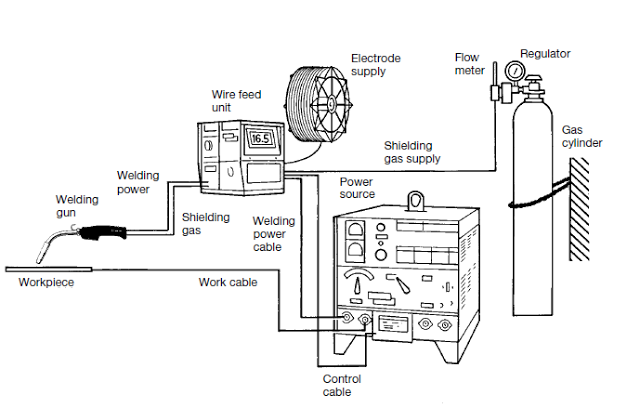 Electrode
supply
Flow
meter
Regulator
Wire feed
unit
16.5
Gas
cylinder
Shielding
gas supply
Welding
power
Power
source
Welding
gun
Shielding
gas
Welding
power
cable
Workpiece
Work cable
Control
cable